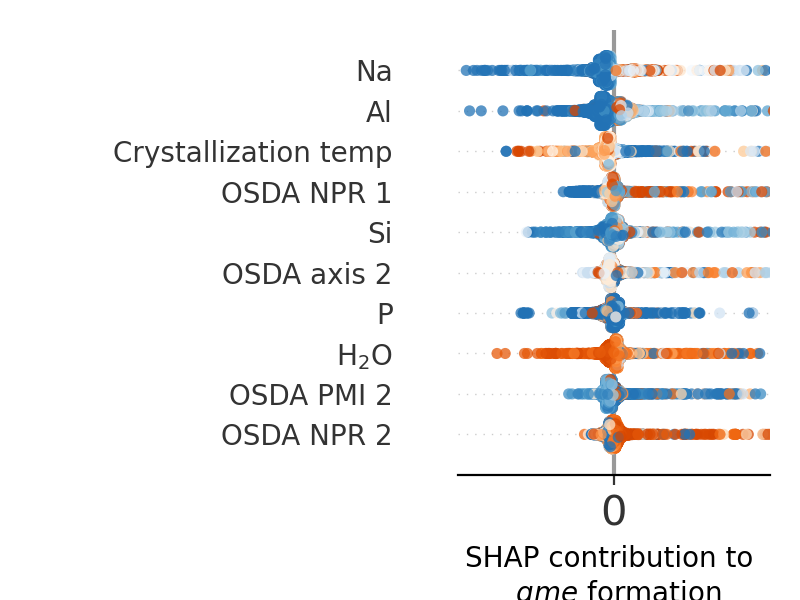 Na
Al
Crystallization temp
OSDA NPR 1
Si
OSDA axis 2
P
H₂O
OSDA PMI 2
OSDA NPR 2
0
SHAP contribution to
gme formation